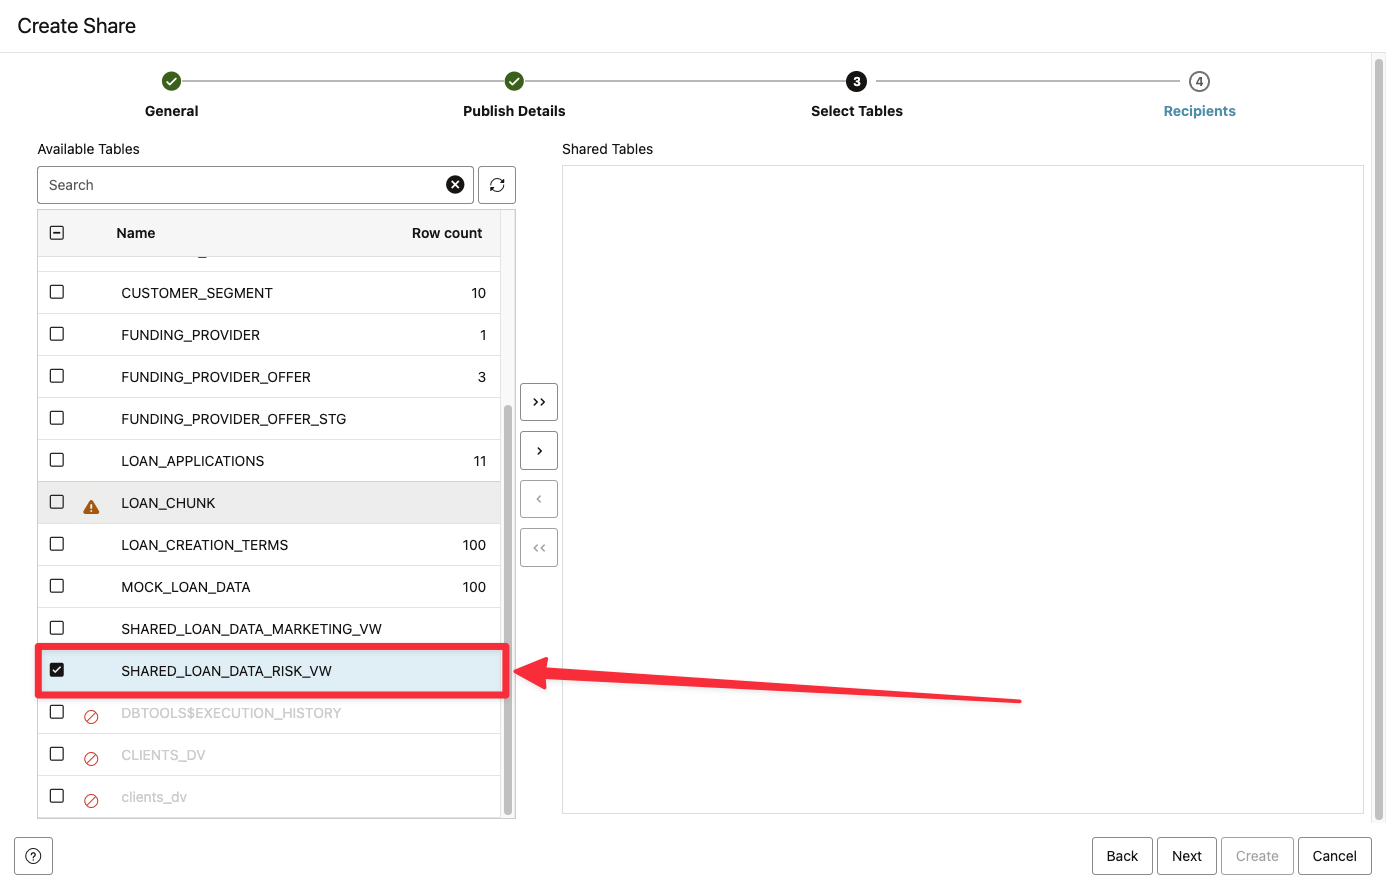 Create Share
3
4
General
Publish Details
Select Tables
Recipients
Available Tables
Shared Tables
Search
Name Row count
CUSTOMER_SEGMENT 10
FUNDING_PROVIDER 1
FUNDING_PROVIDER_OFFER 3
FUNDING_PROVIDER_OFFER_STG
LOAN_APPLICATIONS 11
LOAN_CHUNK
LOAN_CREATION_TERMS 100
MOCK_LOAN_DATA 100
SHARED_LOAN_DATA_MARKETING_VW
SHARED_LOAN_DATA_RISK_VW
DBTOOLS$EXECUTION_HISTORY
CLIENTS_DV
clients_dv
Back
Next
Create
Cancel